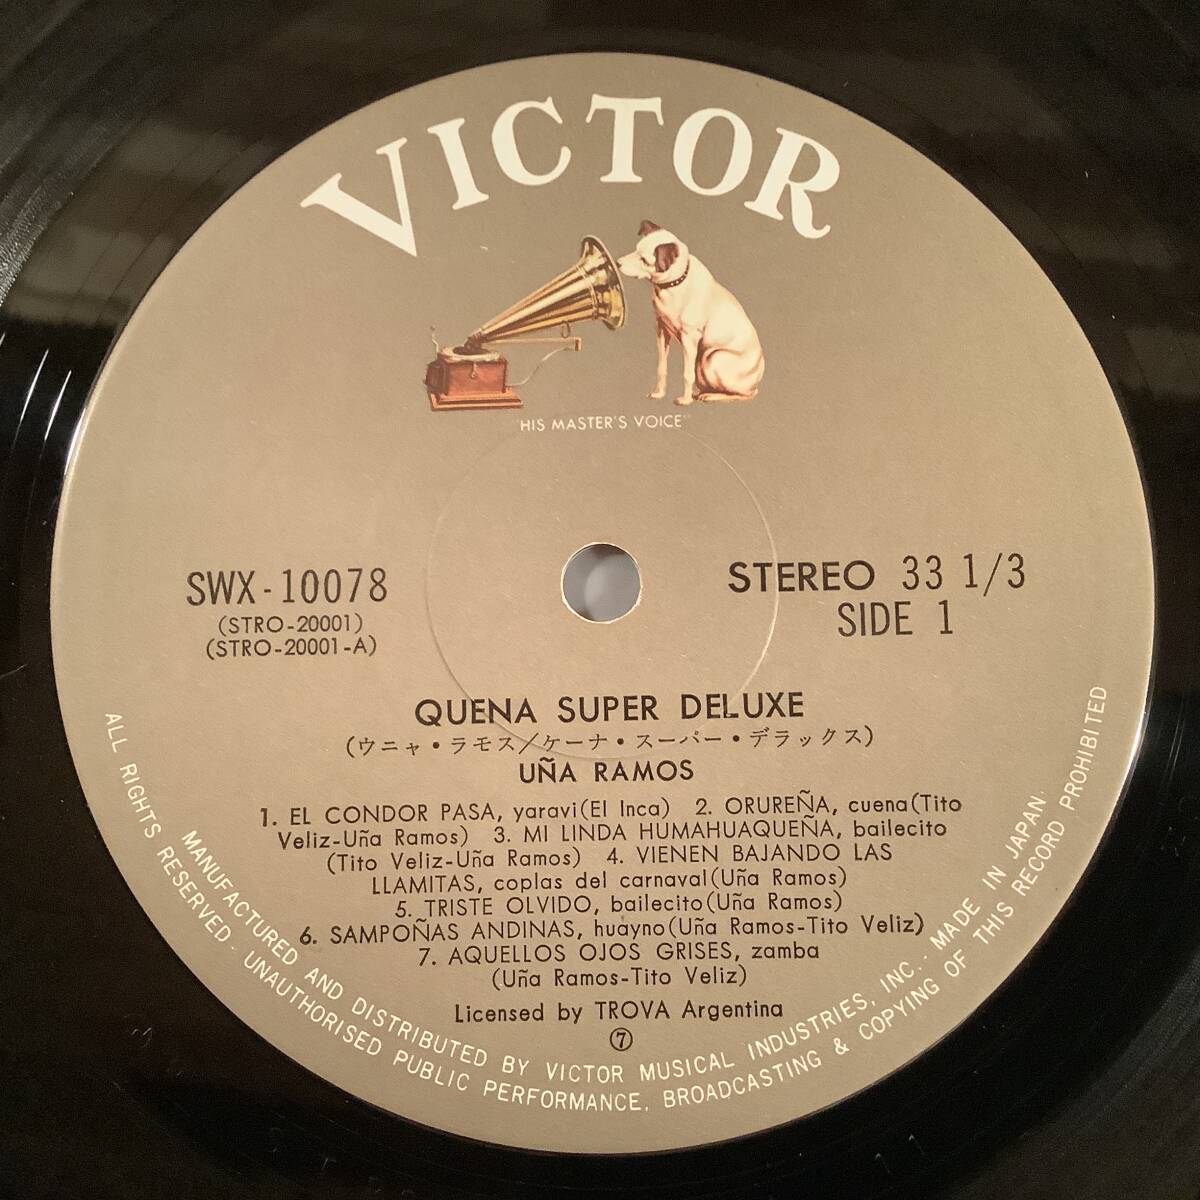 VICTOR
"HIS MASTER'S VOICE"
SWX-10078
(STRO-20001)
(STRO-20001-A)
STEREO 33 1/3
SIDE 1
QUENA SUPER DELUXE
(ウニャ・ラモス/ケーナ・スーパー・デラックス)
UÑA RAMOS
1. EL CONDOR PASA, yaravi(El Inca) 2. ORUREÑA, cuena(Tito
Veliz-Uña Ramos) 3. MI LINDA HUMAHUAQUEÑA, bailecito
(Tito Veliz-Uña Ramos) 4. VIENEN BAJANDO LAS
LLAMITAS, coplas del carnaval(Uña Ramos)
5. TRISTE OLVIDO, bailecito(Uña Ramos)
6. SAMPOÑAS ANDINAS, huáyno(Uña Ramos-Tito Veliz)
7. AQUELLOS OJOS GRISES, zamba
(Uña Ramos-Tito Veliz)
Licensed by TROVA Argentina
⑦
MANUFACTURED AND DISTRIBUTED BY VICTOR MUSICAL INDUSTRIES, INC.. MADE IN JAPAN.
ALL RIGHTS RESERVED. UNAUTHORISED PUBLIC PERFORMANCE, BROADCASTING & COPYING OF THIS RECORD PROHIBITED